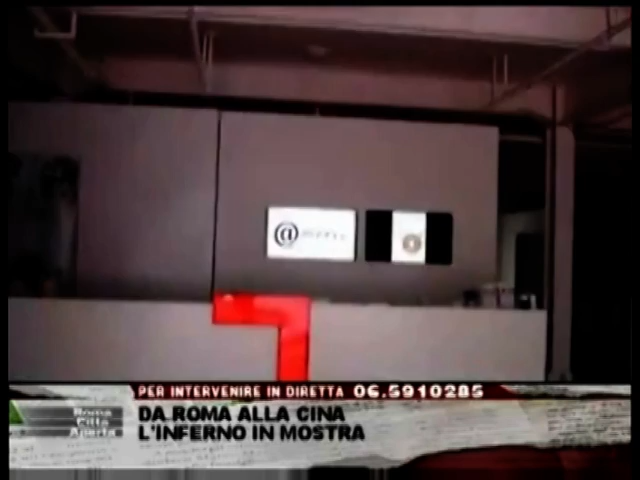 @
PER INTERVENIRE IN DIRETTA 06.5910285
Roma
Città
Aperta
DA ROMA ALLA CINA
L'INFERNO IN MOSTRA